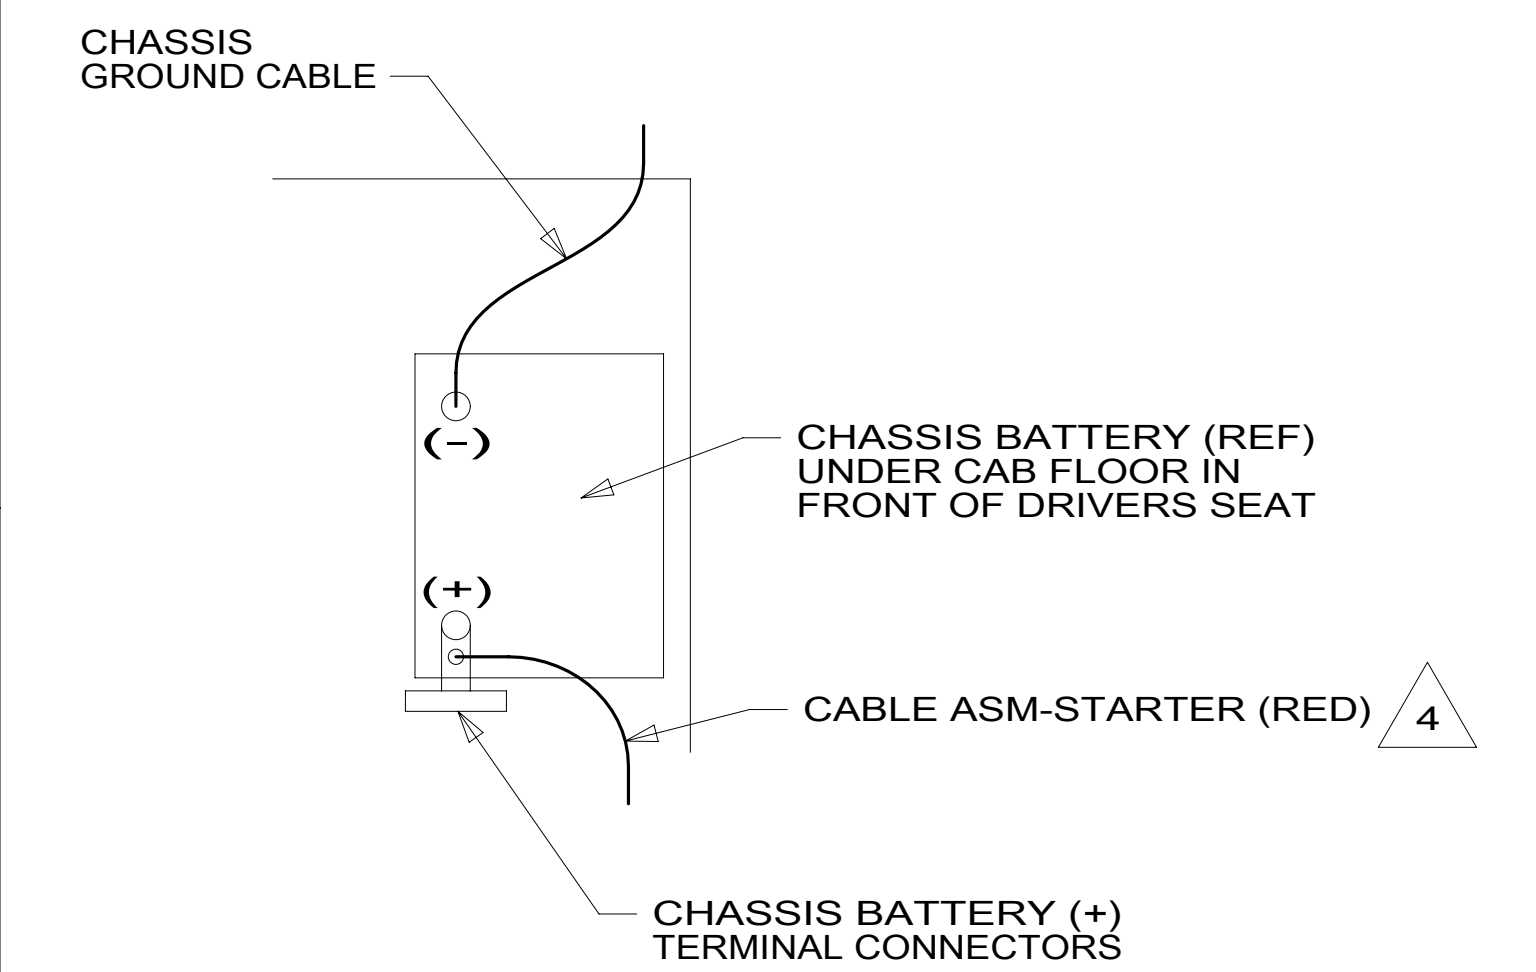 CHASSIS
GROUND CABLE
(-)
CHASSIS BATTERY (REF)
UNDER CAB FLOOR IN
FRONT OF DRIVERS SEAT
(+)
CABLE ASM-STARTER (RED)
4
CHASSIS BATTERY (+)
TERMINAL CONNECTORS